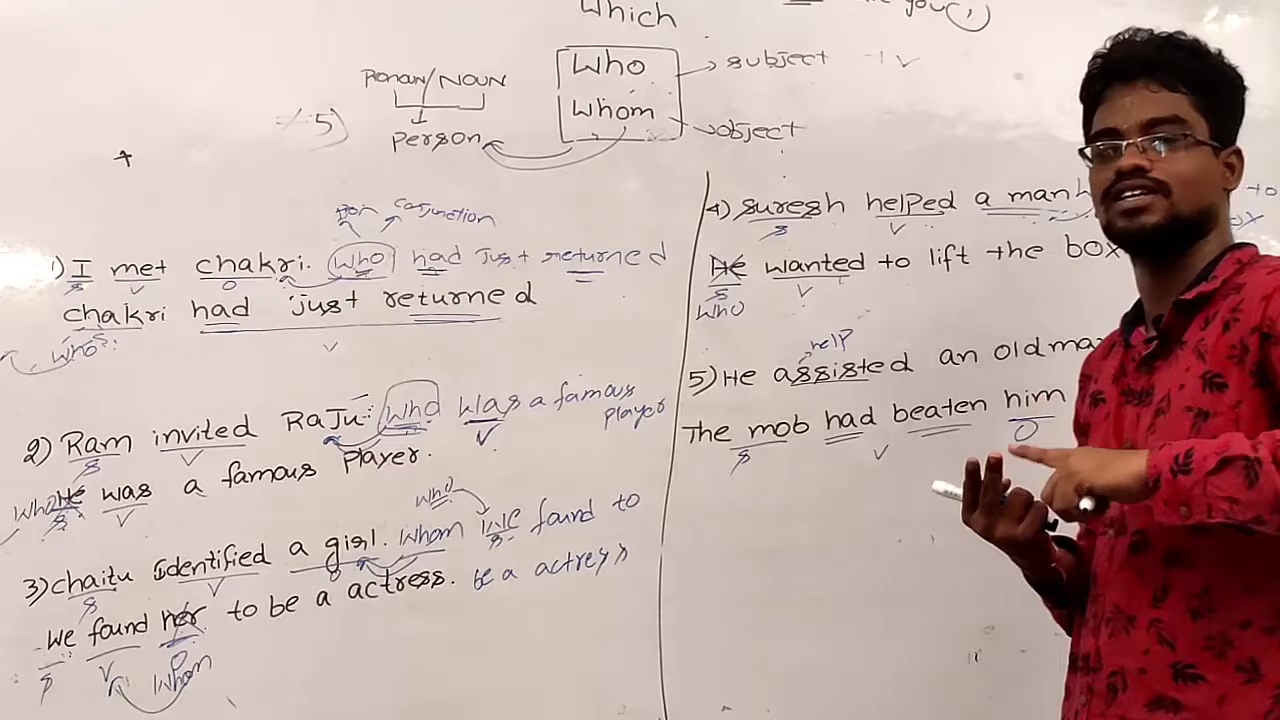 Which
you(,)
Pronoun/NOUN
Who
subject
5)
person
whom
object
conjunction
1) I met chakri. who had just returned
s v o
chakri had just returned
who
v
2) Ram invited RaJu. who was a famous
player
s v v
who He was a famous player.
s v
who
3) chaitu identified a girl. whom we found to
s v o s
be a actress
We found her to be a actress.
s v o
whom
4) Suresh helped a man
to
s v
He wanted to lift the box
s v
who
help
5) He assisted an old ma
The mob had beaten him
s v o